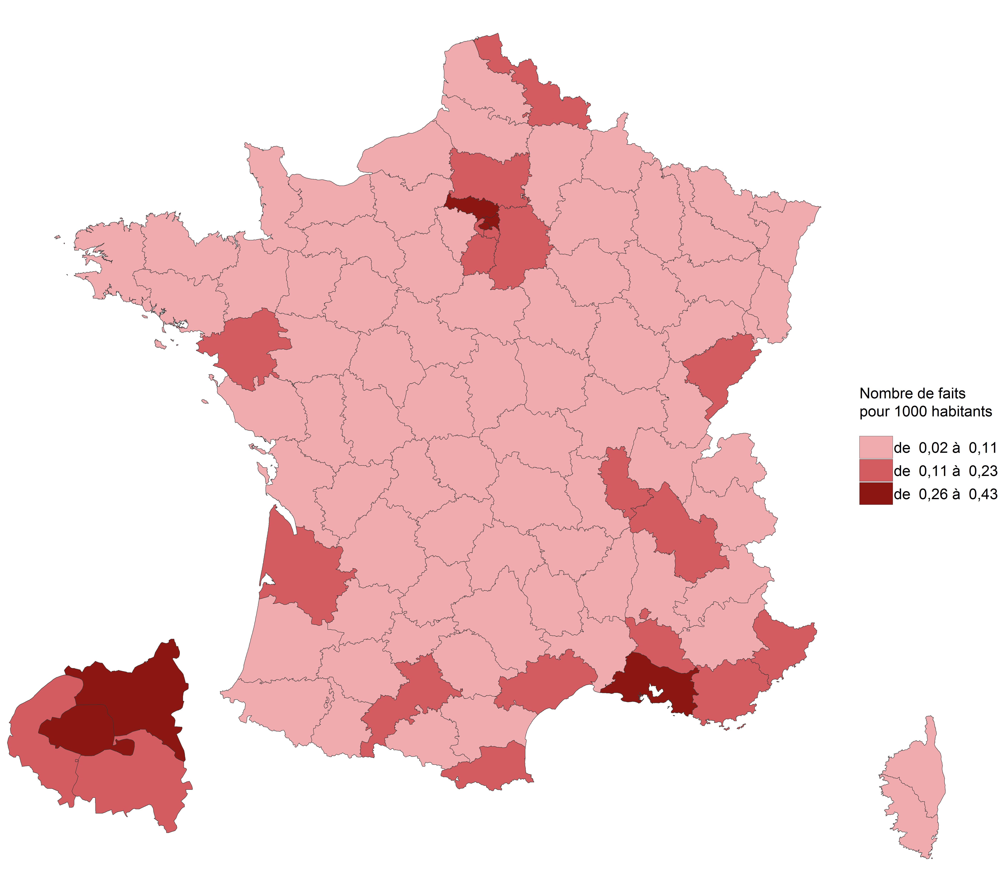 Nombre de faits
pour 1000 habitants
de 0,02 à 0,11
de 0,11 à 0,23
de 0,26 à 0,43